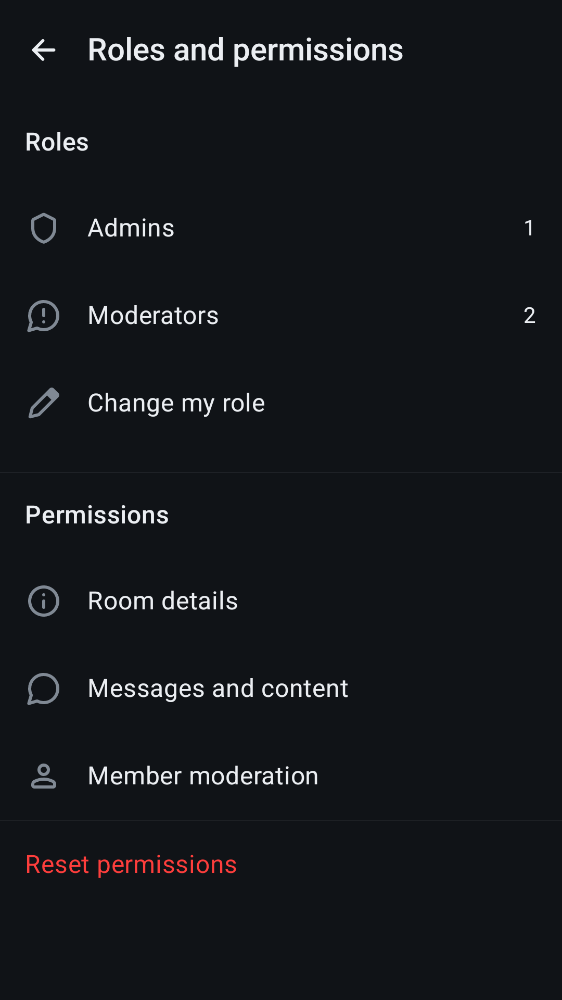 Roles and permissions
Roles
Admins 1
Moderators 2
Change my role
Permissions
Room details
Messages and content
Member moderation
Reset permissions